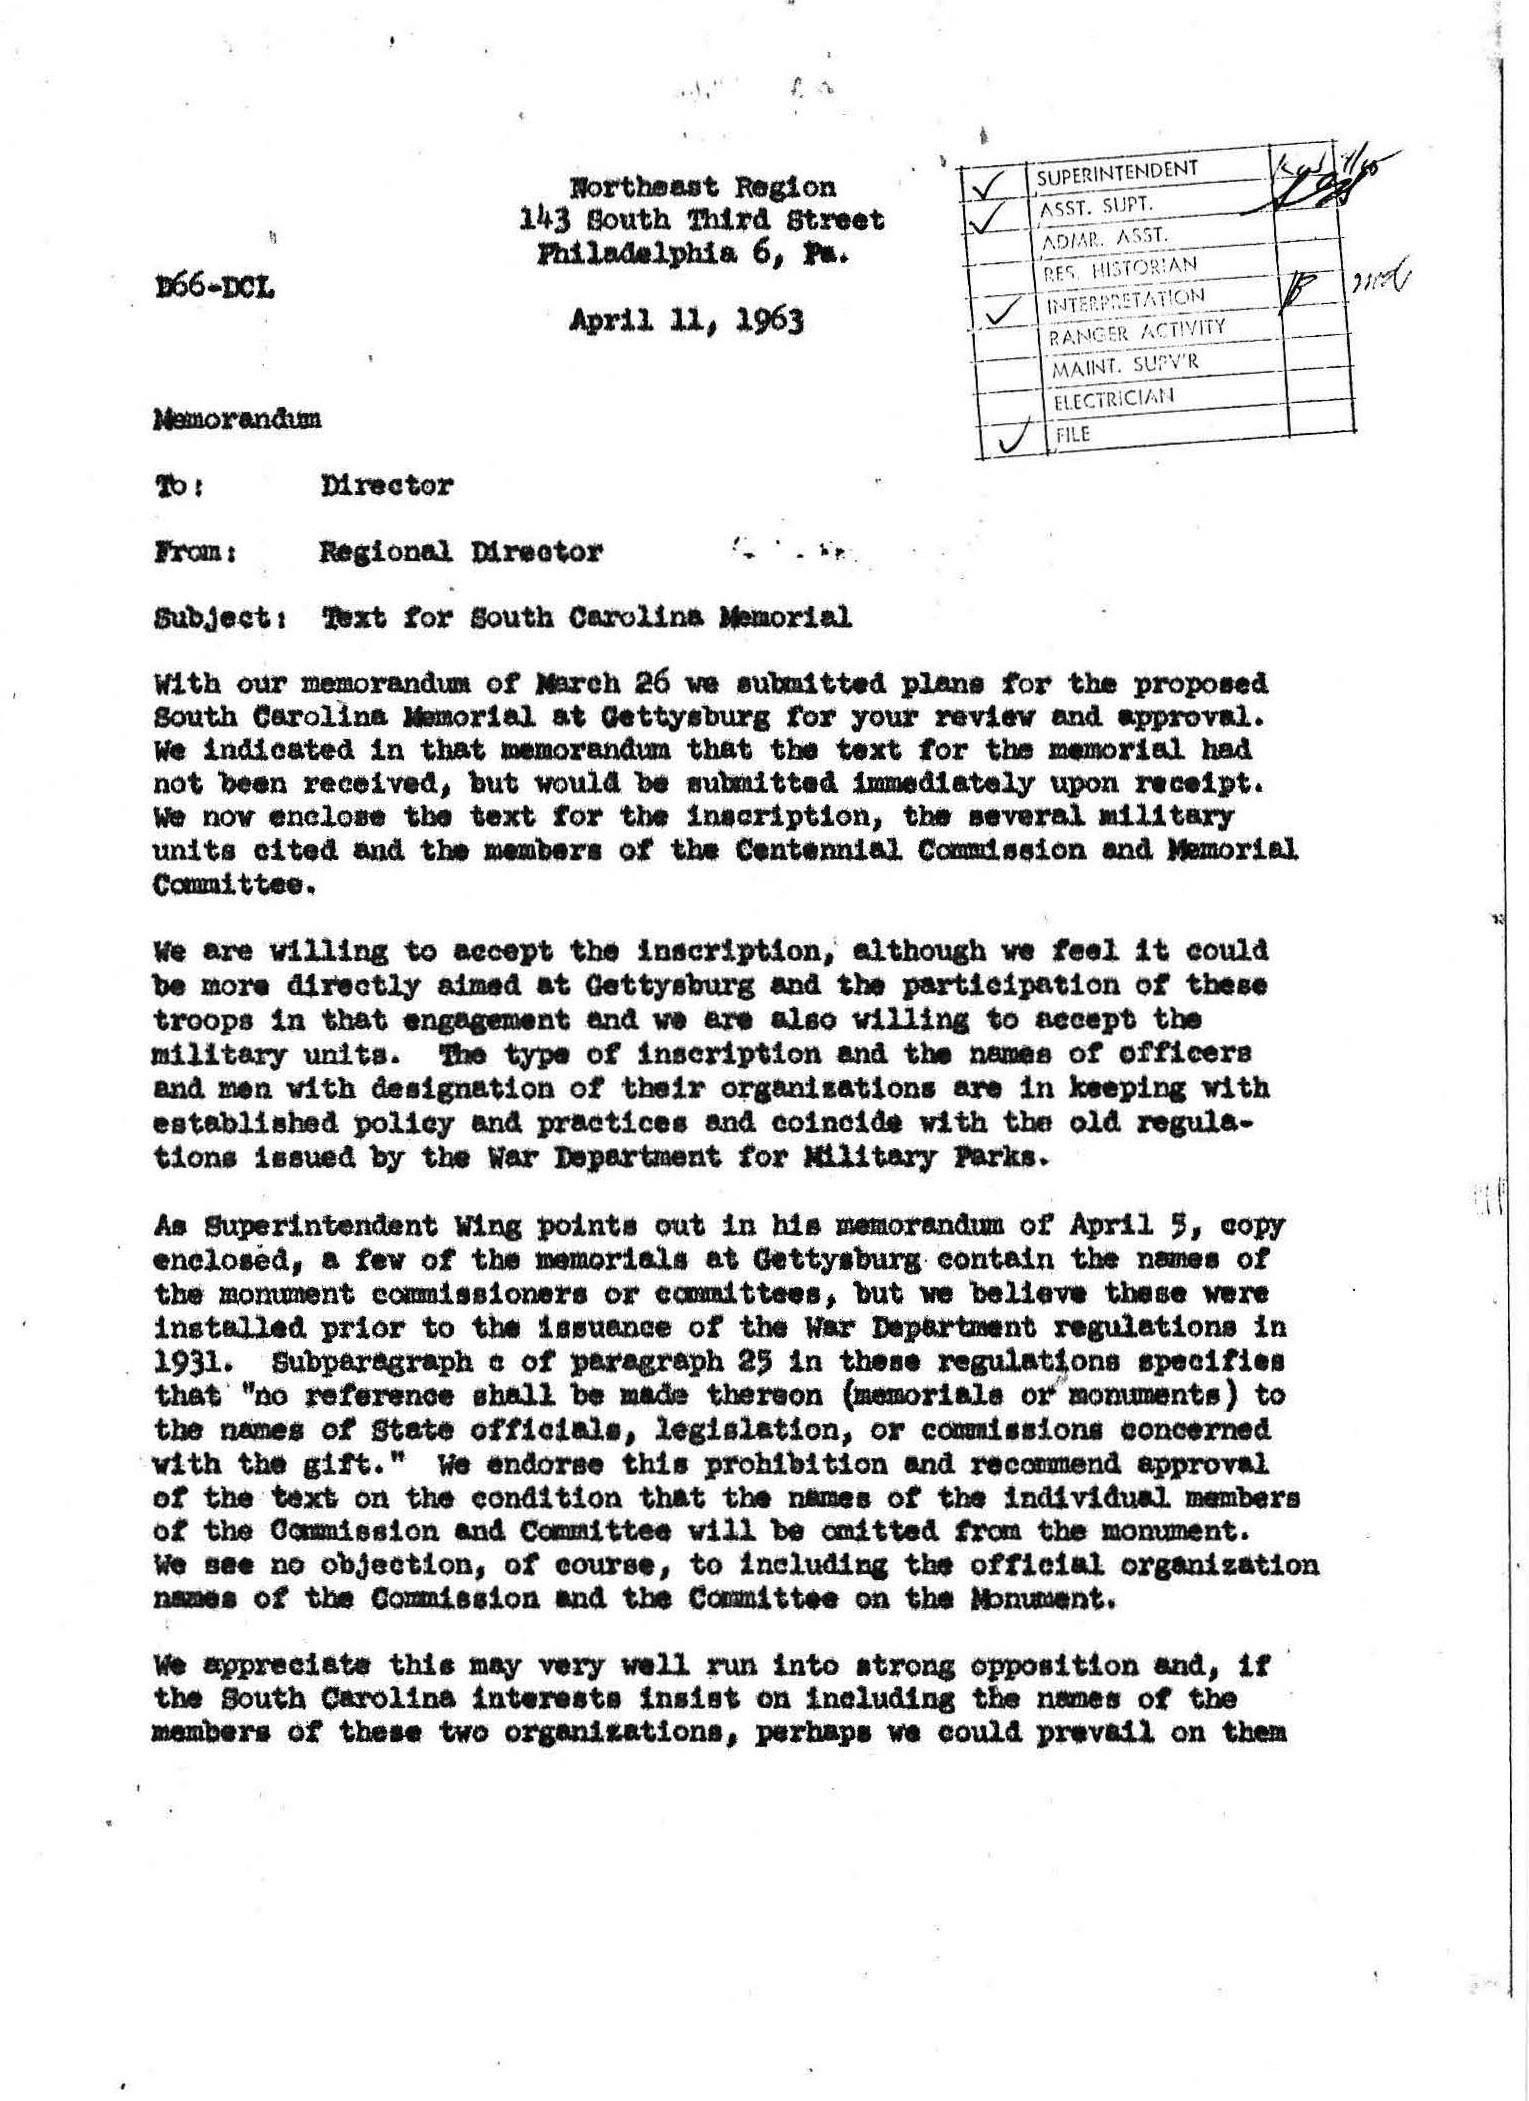 Northeast Region
143 South Third Street
Philadelphia 6, Pa.
D66-DCL
April 11, 1963
SUPERINTENDENT
ASST. SUPT.
ADMR. ASST.
RES. HISTORIAN
INTERPRETATION
RANGER ACTIVITY
MAINT. SUPV'R
ELECTRICIAN
FILE
Memorandum
To: Director
From: Regional Director
Subject: Text for South Carolina Memorial
With our memorandum of March 26 we submitted plans for the proposed
South Carolina Memorial at Gettysburg for your review and approval.
We indicated in that memorandum that the text for the memorial had
not been received, but would be submitted immediately upon receipt.
We now enclose the text for the inscription, the several military
units cited and the members of the Centennial Commission and Memorial
Committee.
We are willing to accept the inscription, although we feel it could
be more directly aimed at Gettysburg and the participation of these
troops in that engagement and we are also willing to accept the
military units. The type of inscription and the names of officers
and men with designation of their organizations are in keeping with
established policy and practices and coincide with the old regula-
tions issued by the War Department for Military Parks.
As Superintendent Wing points out in his memorandum of April 5, copy
enclosed, a few of the memorials at Gettysburg contain the names of
the monument commissioners or committees, but we believe these were
installed prior to the issuance of the War Department regulations in
1931. Subparagraph c of paragraph 25 in these regulations specifies
that "no reference shall be made thereon (memorials or monuments) to
the names of State officials, legislation, or commissions concerned
with the gift." We endorse this prohibition and recommend approval
of the text on the condition that the names of the individual members
of the Commission and Committee will be omitted from the monument.
We see no objection, of course, to including the official organization
names of the Commission and the Committee on the Monument.
We appreciate this may very well run into strong opposition and, if
the South Carolina interests insist on including the names of the
members of these two organizations, perhaps we could prevail on them